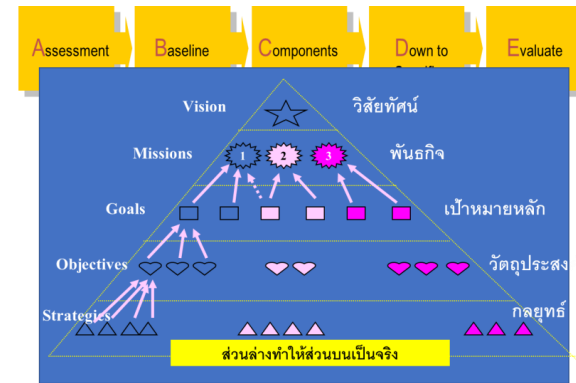 Assessment
Baseline
Components
Down to
Evaluate
Vision
วิสัยทัศน์
1
2
3
Missions
พันธกิจ
Goals
เป้าหมายหลัก
Objectives
วัตถุประสง
Strategies
กลยุทธ์
ส่วนล่างทำให้ส่วนบนเป็นจริง